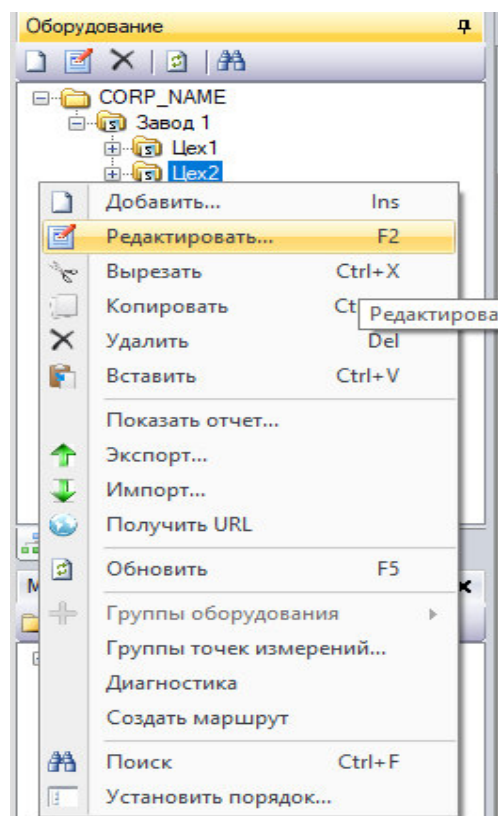 Оборудование
CORP_NAME
Завод 1
Цех1
Цех2
Добавить... Ins
Редактировать... F2
Вырезать Ctrl+X
Копировать Ct
Редактирова
Удалить Del
Вставить Ctrl+V
Показать отчет...
Экспорт...
Импорт...
Получить URL
Обновить F5
Группы оборудования
Группы точек измерений...
Диагностика
Создать маршрут
Поиск Ctrl+F
Установить порядок...